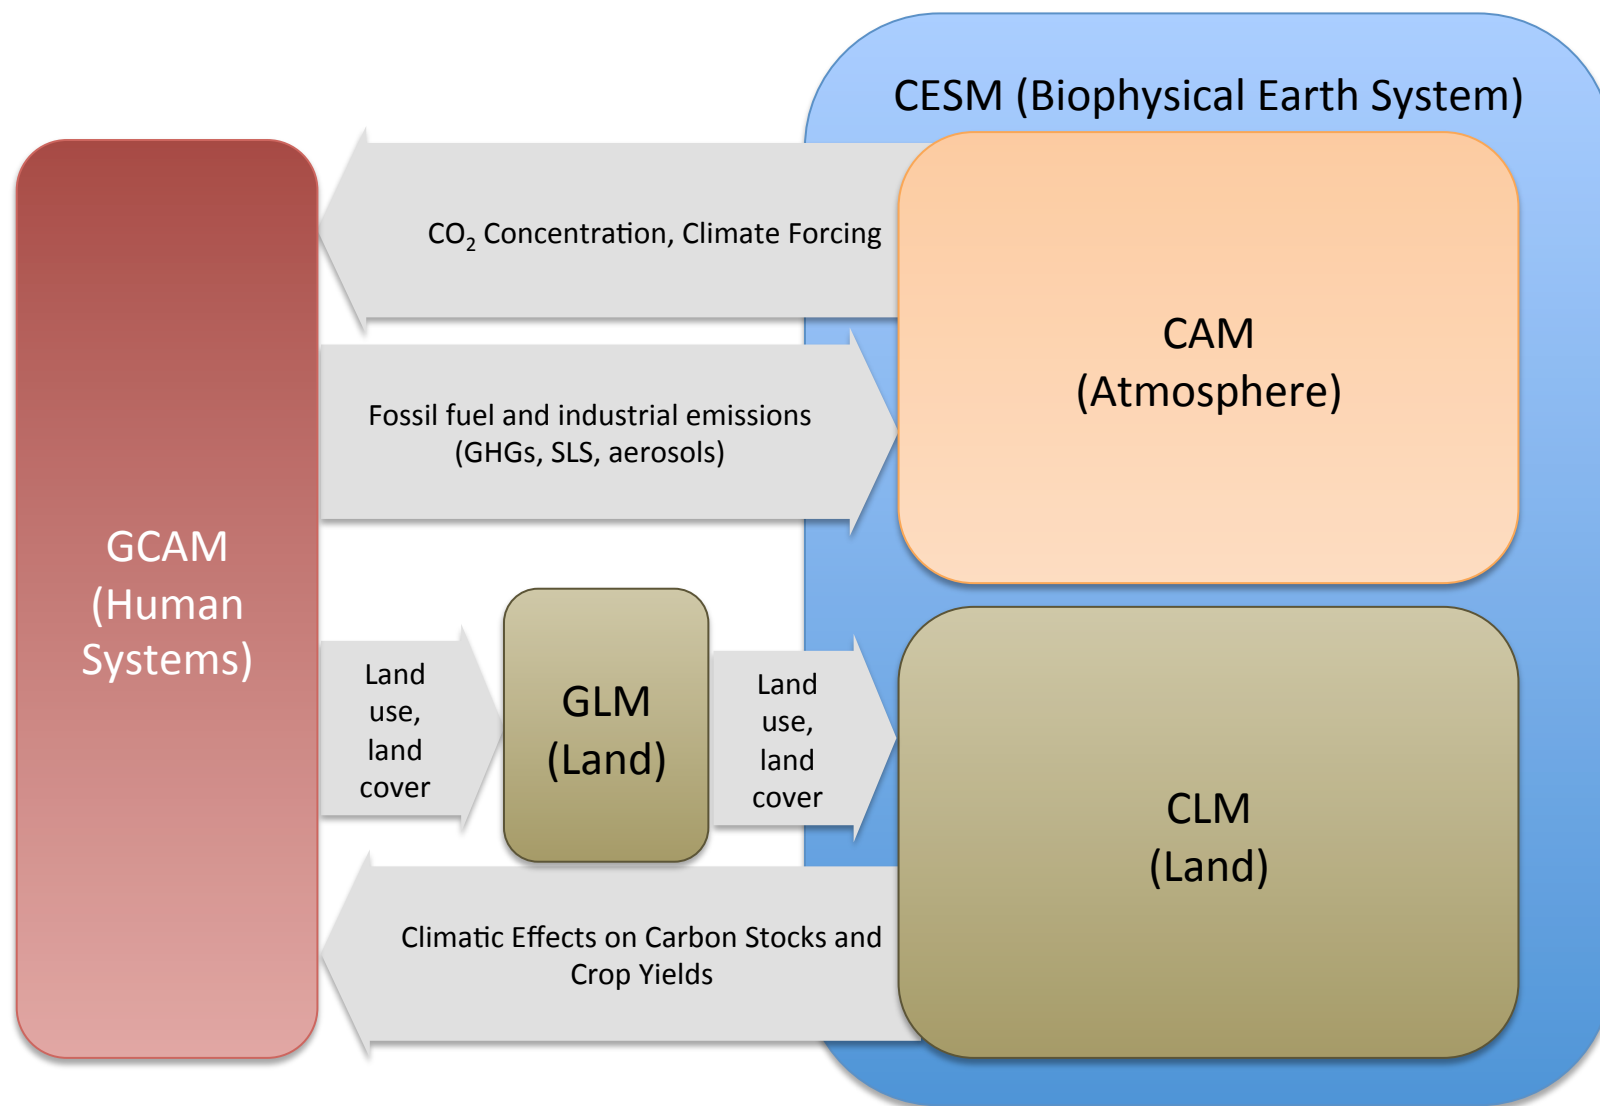 CESM (Biophysical Earth System)
CO₂ Concentration, Climate Forcing
CAM
(Atmosphere)
Fossil fuel and industrial emissions
(GHGs, SLS, aerosols)
GCAM
(Human
Systems)
Land
use,
land
cover
GLM
(Land)
Land
use,
land
cover
CLM
(Land)
Climatic Effects on Carbon Stocks and
Crop Yields